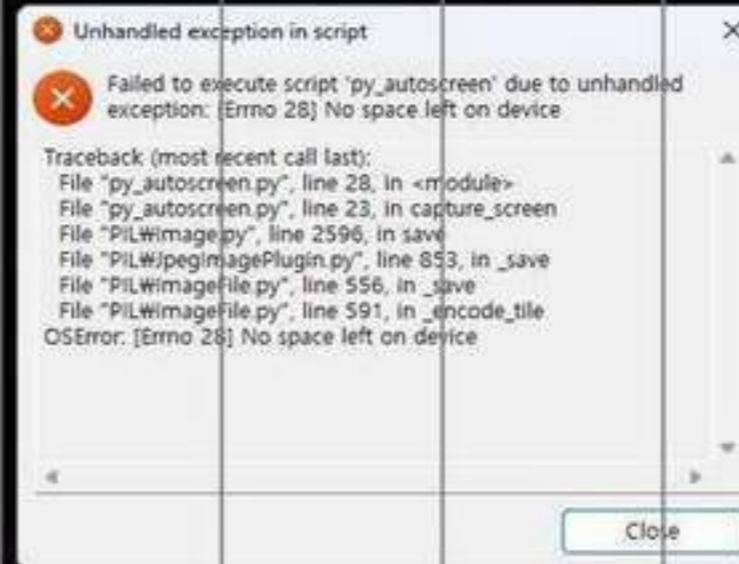 Unhandled exception in script
Failed to execute script 'py_autoscreen' due to unhandled
exception: [Errno 28] No space left on device
Traceback (most recent call last):
File "py_autoscreen.py", line 28, in <module>
File "py_autoscreen.py", line 23, in capture_screen
File "PIL₩Image.py", line 2596, in save
File "PIL₩JpegImagePlugin.py", line 853, in _save
File "PIL₩ImageFile.py", line 556, in _save
File "PIL₩ImageFile.py", line 591, in _encode_tile
OSError: [Errno 28] No space left on device
Close